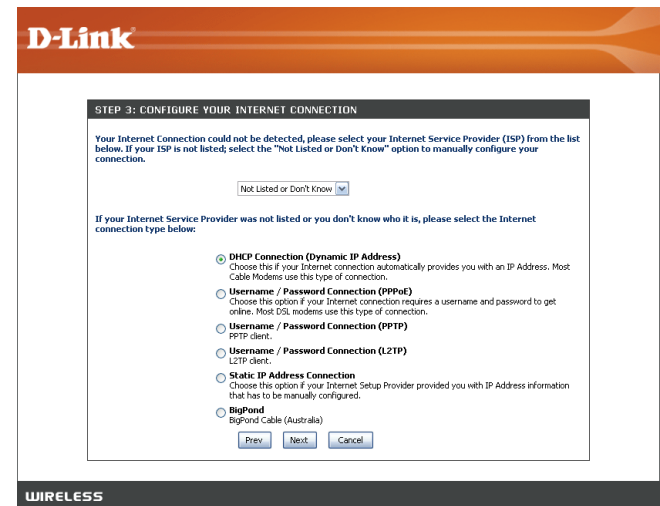 D-Link
STEP 3: CONFIGURE YOUR INTERNET CONNECTION
Your Internet Connection could not be detected, please select your Internet Service Provider (ISP) from the list
below. If your ISP is not listed; select the "Not Listed or Don't Know" option to manually configure your
connection.
Not Listed or Don't Know
If your Internet Service Provider was not listed or you don't know who it is, please select the Internet
connection type below:
DHCP Connection (Dynamic IP Address)
Choose this if your Internet connection automatically provides you with an IP Address. Most
Cable Modems use this type of connection.
Username / Password Connection (PPPoE)
Choose this option if your Internet connection requires a username and password to get
online. Most DSL modems use this type of connection.
Username / Password Connection (PPTP)
PPTP client.
Username / Password Connection (L2TP)
L2TP client.
Static IP Address Connection
Choose this option if your Internet Setup Provider provided you with IP Address information
that has to be manually configured.
BigPond
BigPond Cable (Australia)
Prev Next Cancel
WIRELESS